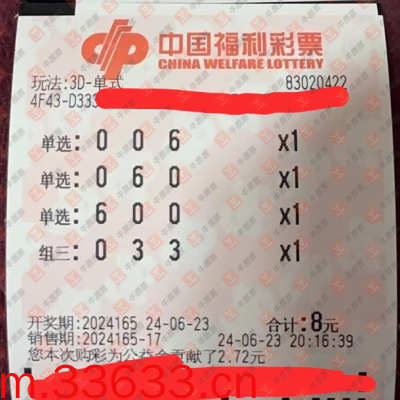 中国福利彩票
CHINA WELFARE LOTTERY
玩法:3D-单式 83020422
4F43-D333
单选: 0 0 6 x1
单选: 0 6 0 x1
单选: 6 0 0 x1
组三: 0 3 3 x1
开奖期:2024165 24-06-23 合计:8元
销售期:2024165-17 24-06-23 20:16:39
您本次购彩为公益金贡献了2.72元
m.33633.cn